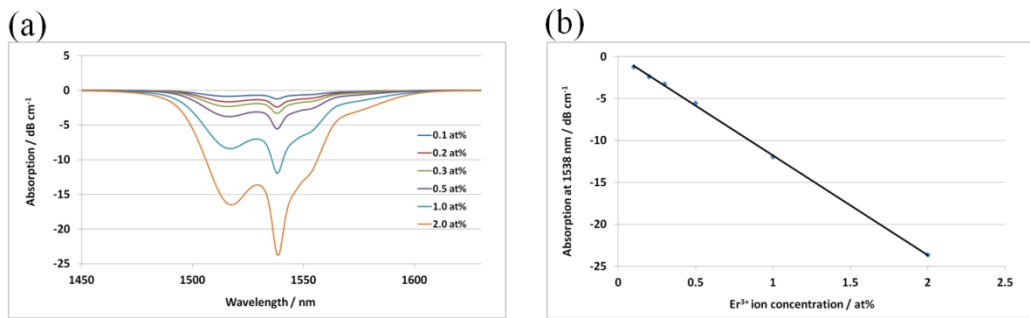 (a)
5
0
-5
-10
-15
-20
-25
Absorption / dB cm⁻¹
1450
1500
1550
1600
Wavelength / nm
0.1 at%
0.2 at%
0.3 at%
0.5 at%
1.0 at%
2.0 at%
(b)
0
-5
-10
-15
-20
-25
Absorption at 1538 nm / dB cm⁻¹
0
0.5
1
1.5
2
2.5
Er³⁺ ion concentration / at%